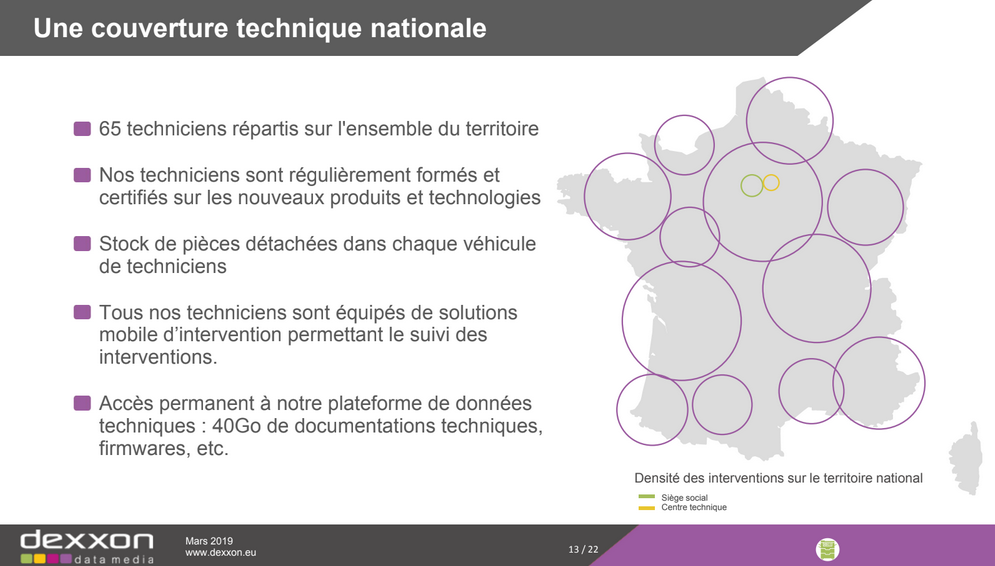 Une couverture technique nationale
65 techniciens répartis sur l'ensemble du territoire
Nos techniciens sont régulièrement formés et
certifiés sur les nouveaux produits et technologies
Stock de pièces détachées dans chaque véhicule
de techniciens
Tous nos techniciens sont équipés de solutions
mobile d’intervention permettant le suivi des
interventions.
Accès permanent à notre plateforme de données
techniques : 40Go de documentations techniques,
firmwares, etc.
Densité des interventions sur le territoire national
Siège social
Centre technique
dexxon
data media
Mars 2019
www.dexxon.eu
13 / 22